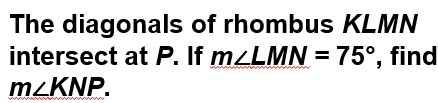 The diagonals of rhombus KLMN
intersect at P. If m∠LMN = 75°, find
m∠KNP.